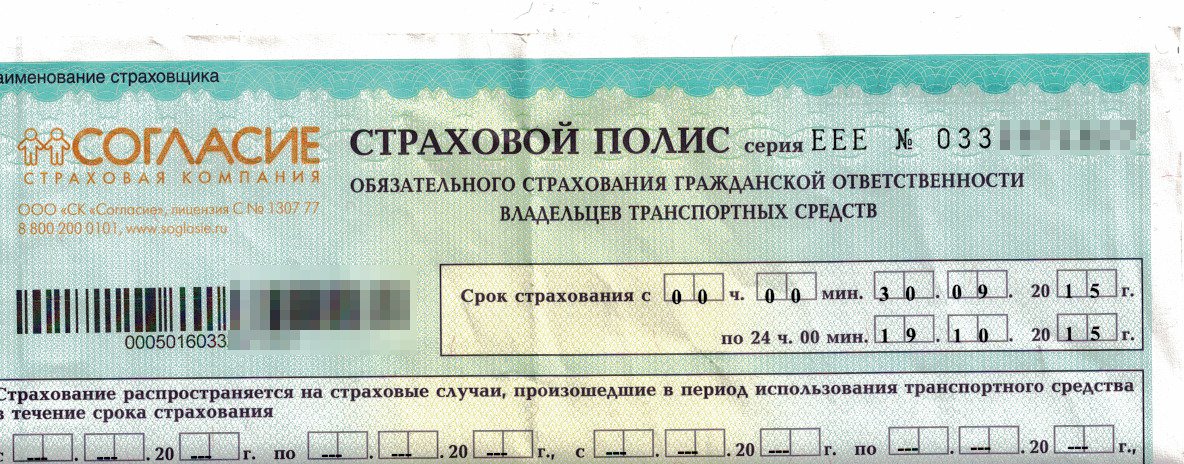 аименование страховщика
СОГЛАСИЕ
СТРАХОВАЯ КОМПАНИЯ
ООО «СК «Согласие», лицензия С № 1307 77
8 800 200 0101, www.soglasie.ru
СТРАХОВОЙ ПОЛИС серия ЕЕЕ № 033
ОБЯЗАТЕЛЬНОГО СТРАХОВАНИЯ ГРАЖДАНСКОЙ ОТВЕТСТВЕННОСТИ
ВЛАДЕЛЬЦЕВ ТРАНСПОРТНЫХ СРЕДСТВ
0005016033
Срок страхования с 00 ч. 00 мин. 30.09.2015 г.
по 24 ч. 00 мин. 19.10.2015 г.
Страхование распространяется на страховые случаи, произошедшие в период использования транспортного средства
в течение срока страхования
с --- . --- . 20 --- г. по --- . --- . 20 --- г., с --- . --- . 20 --- г. по --- . --- . 20 --- г.,